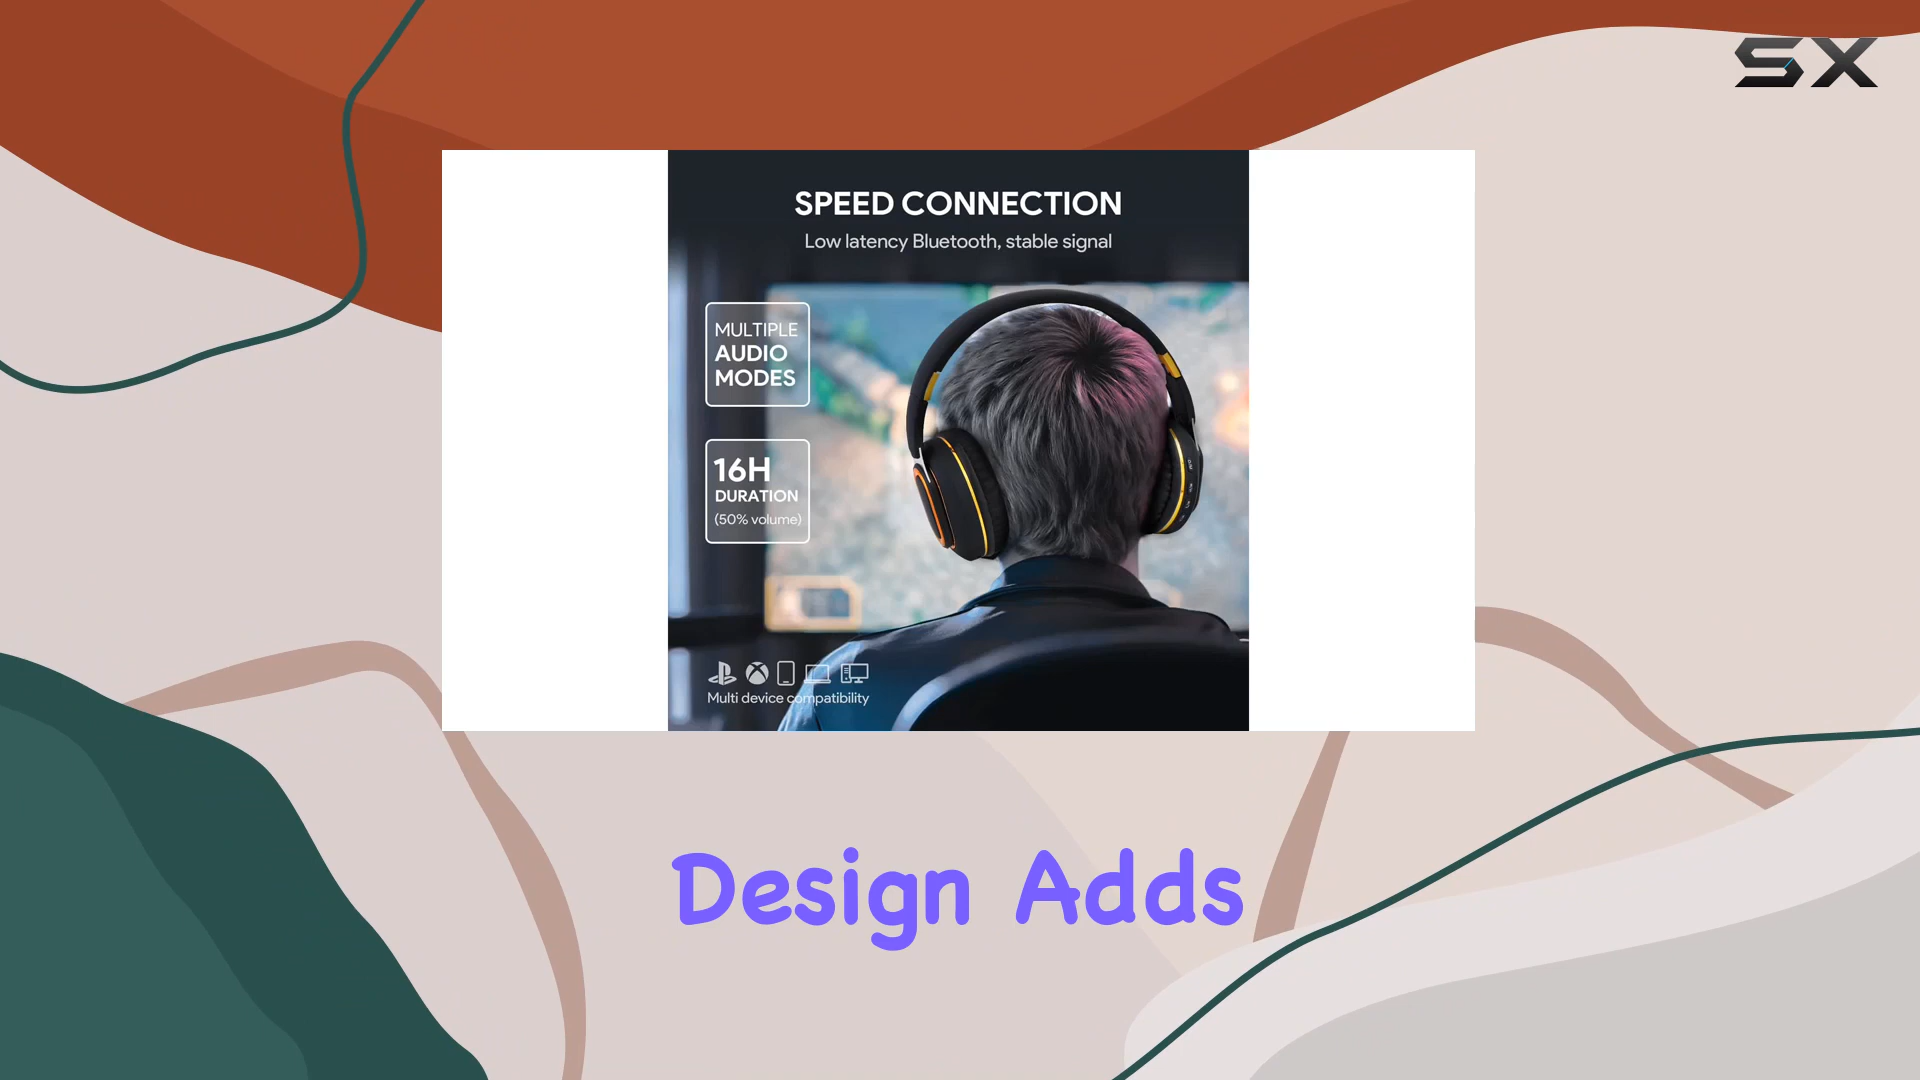 SX
SPEED CONNECTION
Low latency Bluetooth, stable signal
MULTIPLE
AUDIO
MODES
16H
DURATION
(50% volume)
Multi device compatibility
Design Adds